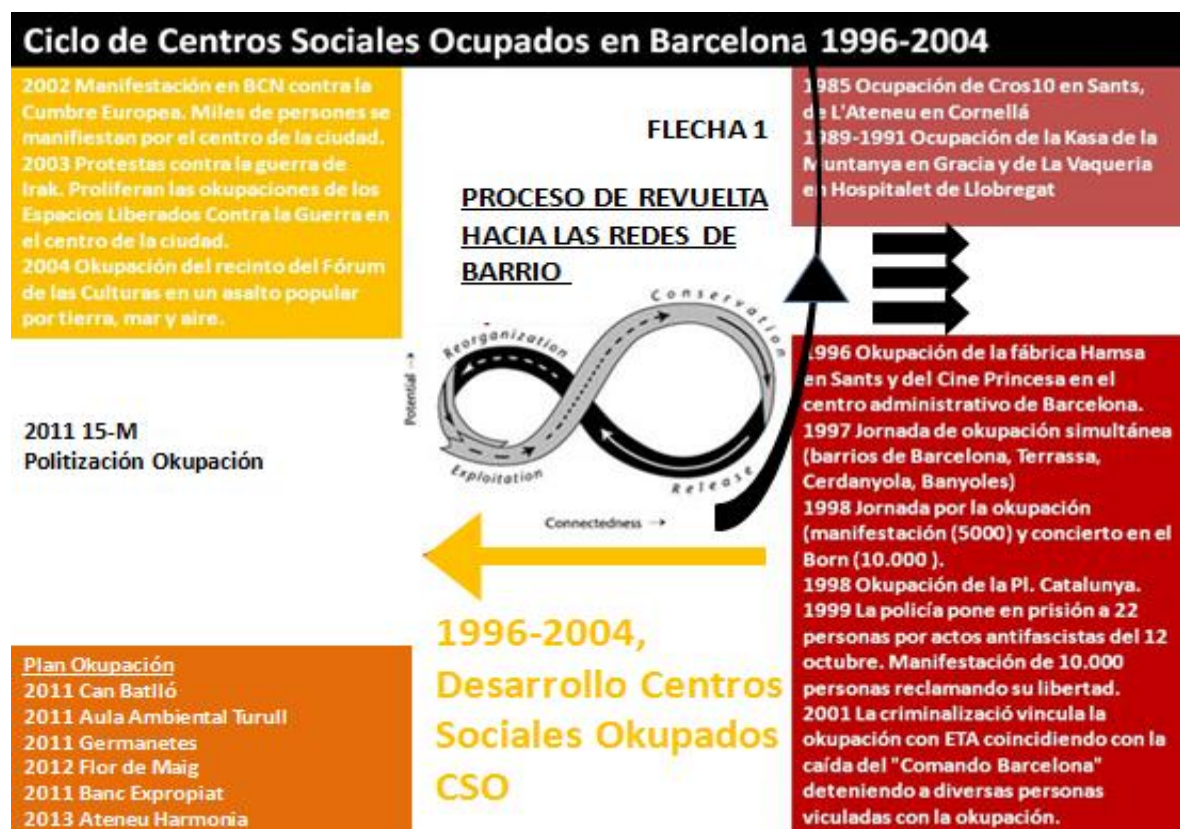 Ciclo de Centros Sociales Ocupados en Barcelona 1996-2004
2002 Manifestación en BCN contra la
Cumbre Europea. Miles de persones se
manifiestan por el centro de la ciudad.
2003 Protestas contra la guerra de
Irak. Proliferan las okupaciones de los
Espacios Liberados Contra la Guerra en
el centro de la ciudad.
2004 Okupación del recinto del Fórum
de las Culturas en un asalto popular
por tierra, mar y aire.
2011 15-M
Politización Okupación
Plan Okupación
2011 Can Batlló
2011 Aula Ambiental Turull
2011 Germanetes
2012 Flor de Maig
2011 Banc Expropiat
2013 Ateneu Harmonia
FLECHA 1
PROCESO DE REVUELTA
HACIA LAS REDES DE
BARRIO
Conservation
Reorganization
Potential →
Exploitation
Release
Connectedness →
1996-2004,
Desarrollo Centros
Sociales Okupados
CSO
1985 Ocupación de Cros10 en Sants,
de L'Ateneu en Cornellá
1989-1991 Ocupación de la Kasa de la
Muntanya en Gracia y de La Vaqueria
en Hospitalet de Llobregat
1996 Okupación de la fábrica Hamsa
en Sants y del Cine Princesa en el
centro administrativo de Barcelona.
1997 Jornada de okupación simultánea
(barrios de Barcelona, Terrassa,
Cerdanyola, Banyoles)
1998 Jornada por la okupación
(manifestación (5000) y concierto en el
Born (10.000 ).
1998 Okupación de la Pl. Catalunya.
1999 La policía pone en prisión a 22
personas por actos antifascistas del 12
octubre. Manifestación de 10.000
personas reclamando su libertad.
2001 La criminalizació vincula la
okupación con ETA coincidiendo con la
caída del "Comando Barcelona"
deteniendo a diversas personas
viculadas con la okupación.